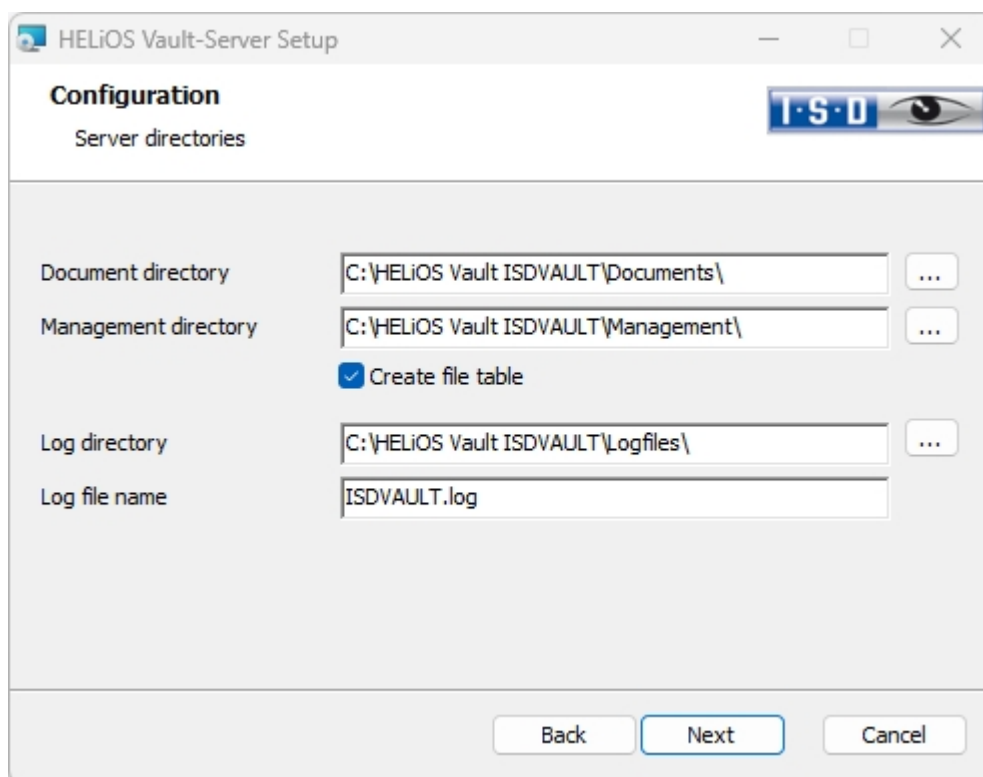 HELiOS Vault-Server Setup
Configuration
Server directories
I·S·D
Document directory
C:\HELiOS Vault ISDVAULT\Documents\
...
Management directory
C:\HELiOS Vault ISDVAULT\Management\
...
Create file table
Log directory
C:\HELiOS Vault ISDVAULT\Logfiles\
...
Log file name
ISDVAULT.log
Back
Next
Cancel